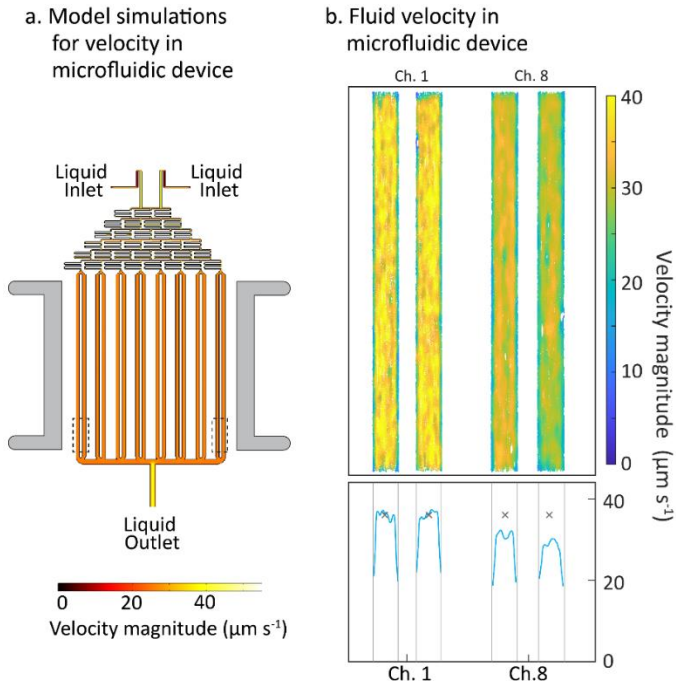 a. Model simulations
for velocity in
microfluidic device
Liquid
Inlet
Liquid
Inlet
Liquid
Outlet
0 20 40
Velocity magnitude (µm s⁻¹)
b. Fluid velocity in
microfluidic device
Ch. 1 Ch. 8
40
30
20
10
0
Velocity magnitude (µm s⁻¹)
40
20
0
Ch. 1 Ch.8